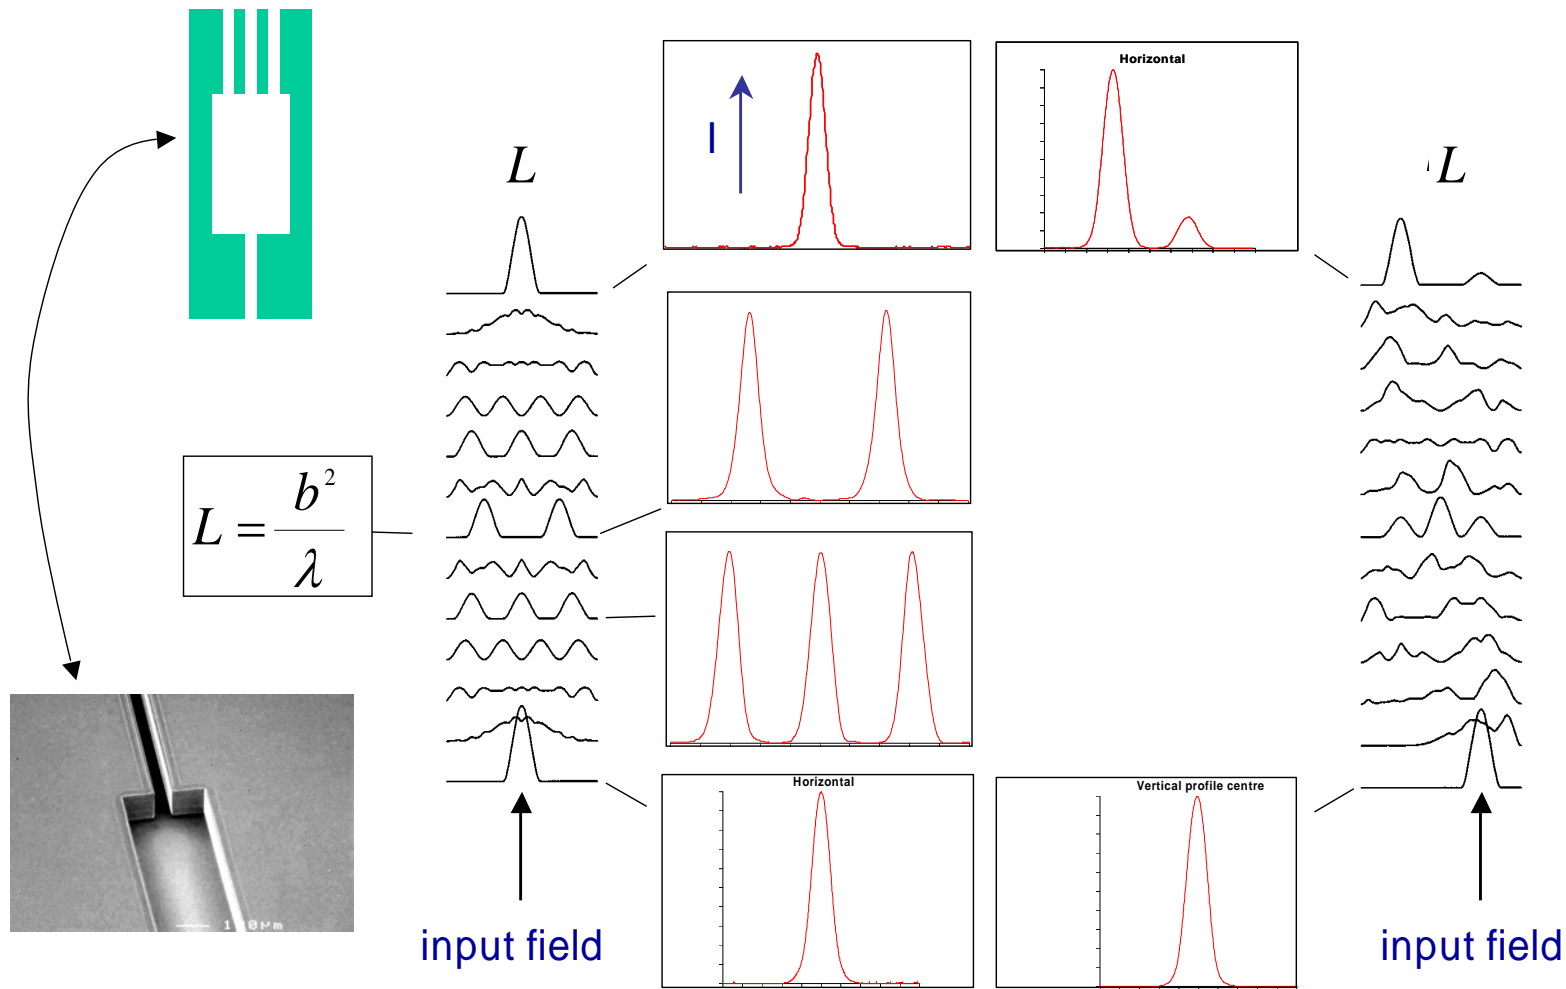 Horizontal
I
L
L
L = b² / λ
Horizontal
Vertical profile centre
input field
input field